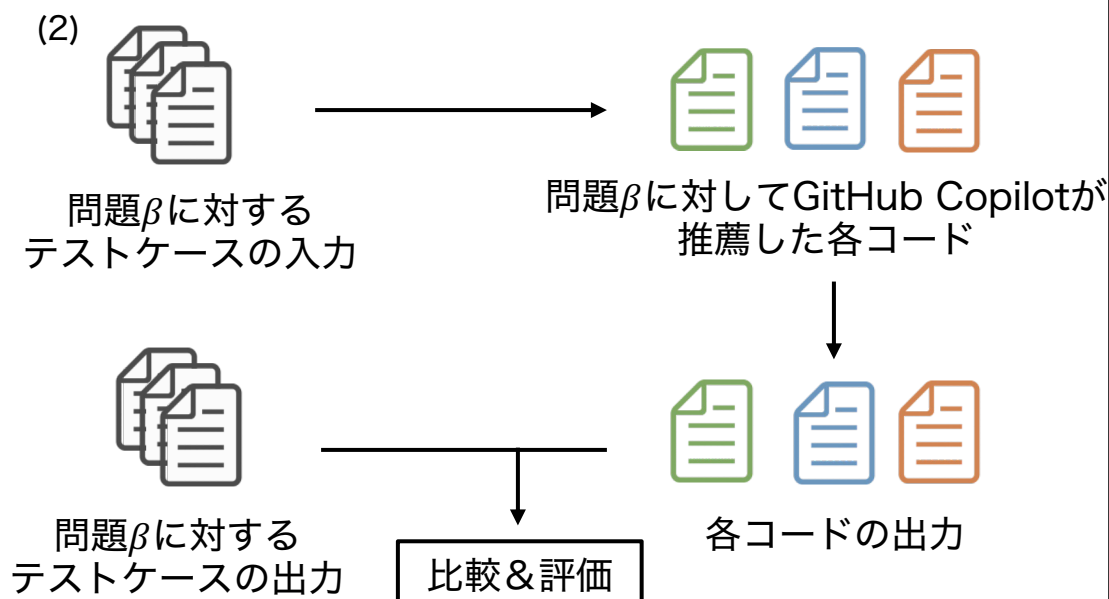 (2)
問題βに対する
テストケースの入力
問題βに対してGitHub Copilotが
推薦した各コード
問題βに対する
テストケースの出力
各コードの出力
比較＆評価